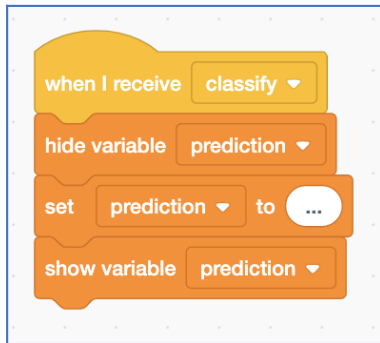 when I receive classify
hide variable prediction
set prediction to ...
show variable prediction